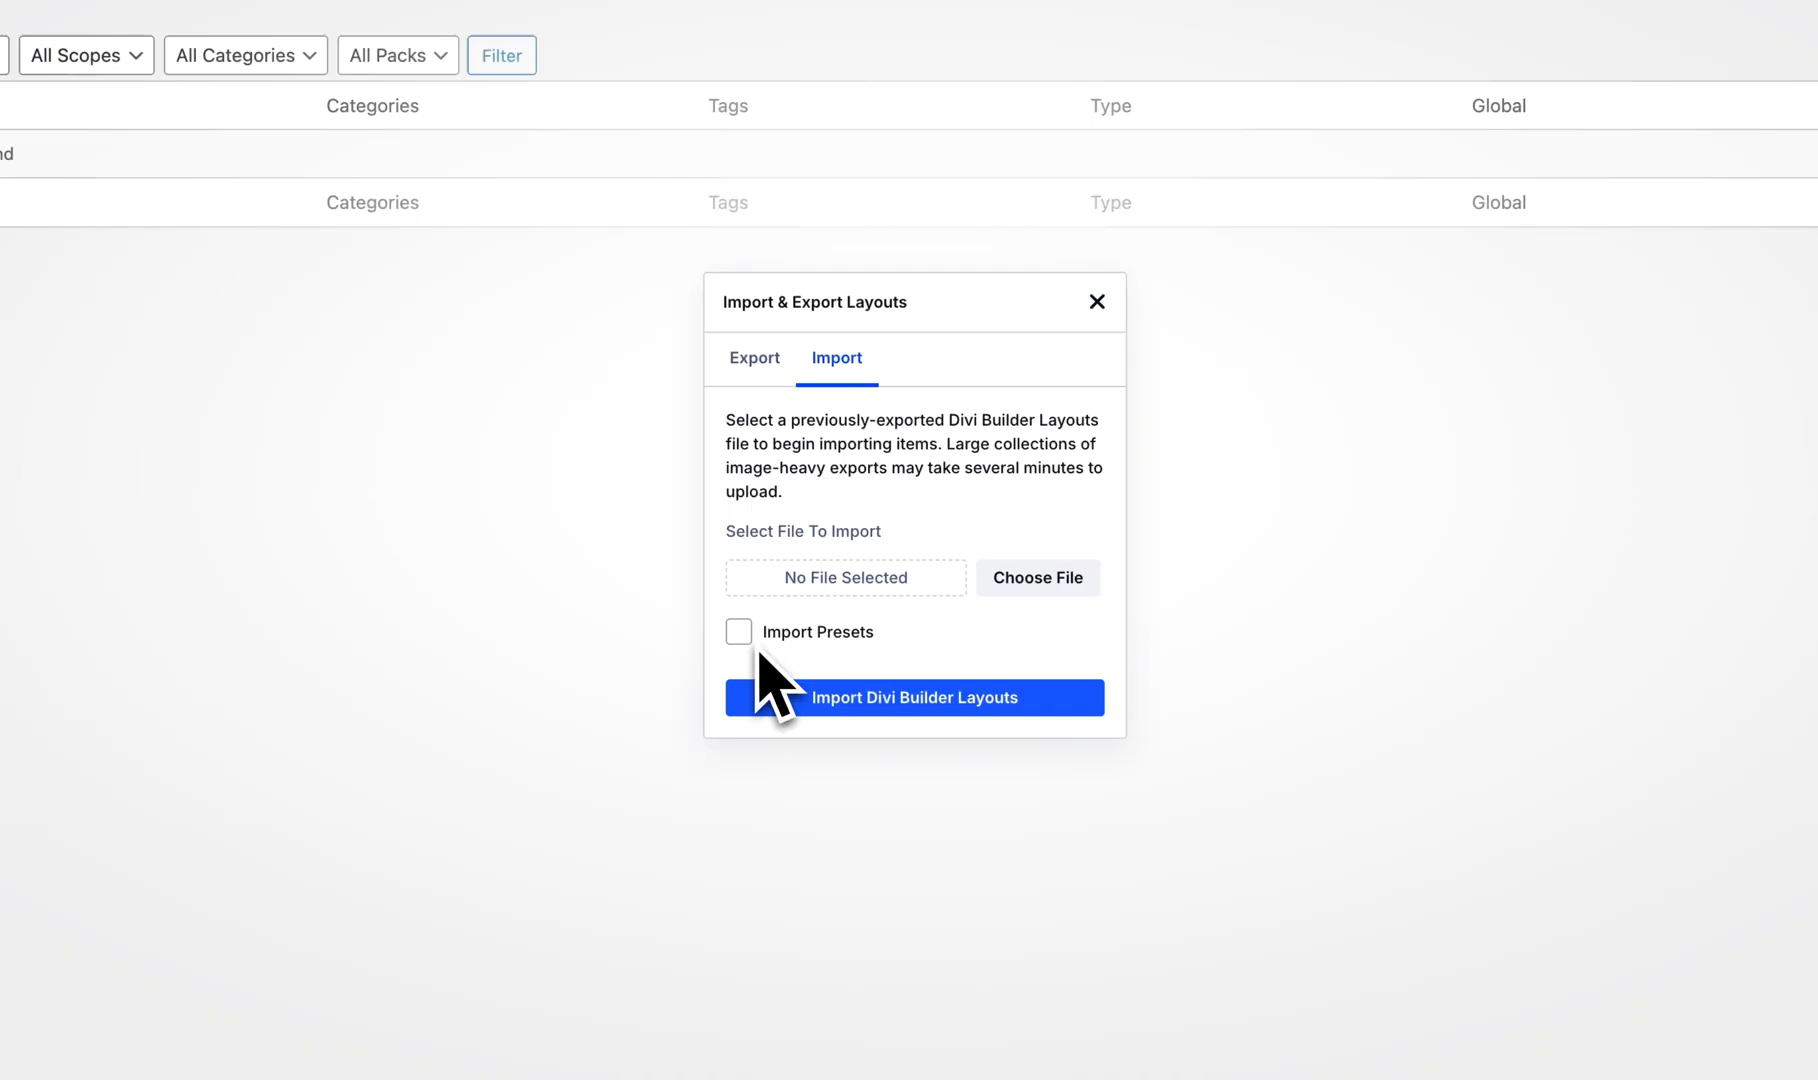 All Scopes
All Categories
All Packs
Filter
Categories
Tags
Type
Global
nd
Categories
Tags
Type
Global
Import & Export Layouts
Export
Import
Select a previously-exported Divi Builder Layouts
file to begin importing items. Large collections of
image-heavy exports may take several minutes to
upload.
Select File To Import
No File Selected
Choose File
Import Presets
Import Divi Builder Layouts